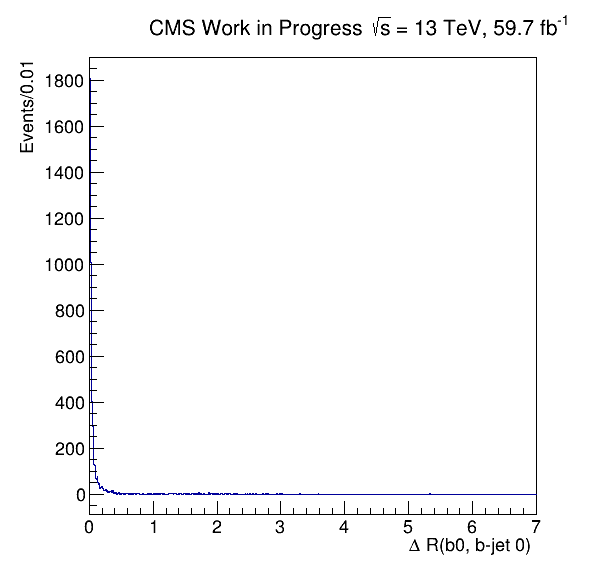 CMS Work in Progress √s = 13 TeV, 59.7 fb⁻¹
Events/0.01
1800
1600
1400
1200
1000
800
600
400
200
0
0 1 2 3 4 5 6 7
Δ R(b0, b-jet 0)